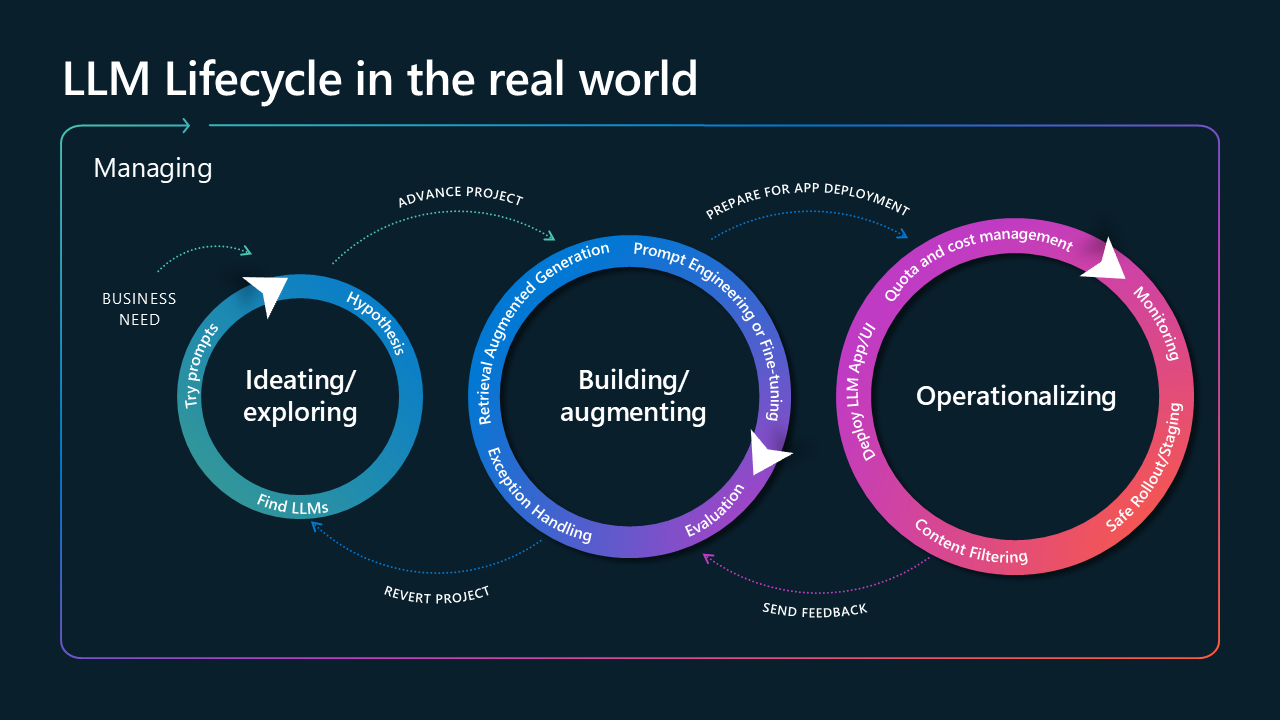 LLM Lifecycle in the real world
Managing
BUSINESS
NEED
ADVANCE PROJECT
PREPARE FOR APP DEPLOYMENT
Try prompts
Hypothesis
Find LLMs
Ideating/
exploring
REVERT PROJECT
Retrieval Augmented Generation
Prompt Engineering or Fine-tuning
Evaluation
Exception Handling
Building/
augmenting
SEND FEEDBACK
Quota and cost management
Monitoring
Safe Rollout/Staging
Content Filtering
Deploy LLM App/UI
Operationalizing